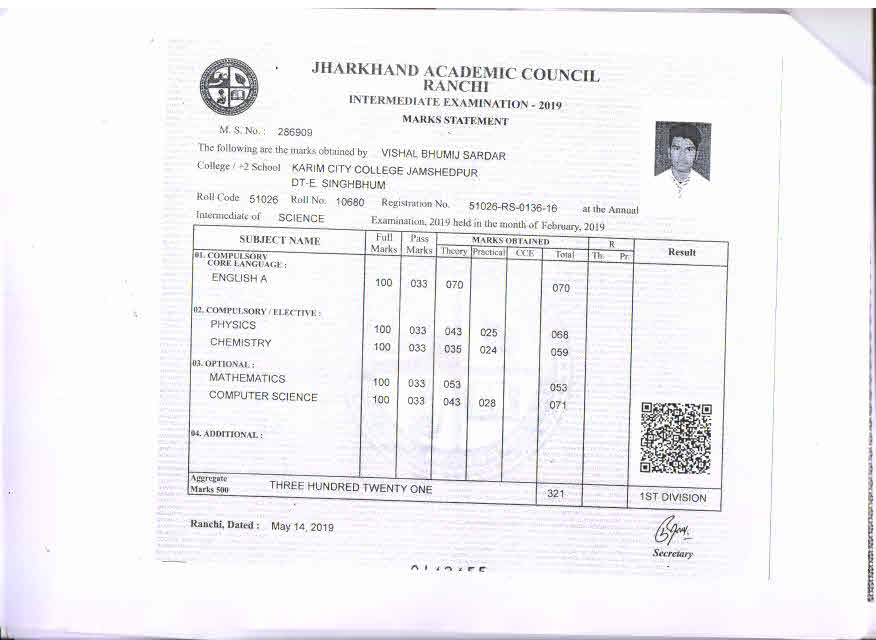 JHARKHAND ACADEMIC COUNCIL
RANCHI
INTERMEDIATE EXAMINATION - 2019
MARKS STATEMENT
M. S. No. : 286909
The following are the marks obtained by VISHAL BHUMIJ SARDAR
College / +2 School KARIM CITY COLLEGE JAMSHEDPUR
DT-E. SINGHBHUM
Roll Code 51026 Roll No. 10680 Registration No. 51026-RS-0136-16 at the Annual
Intermediate of SCIENCE Examination, 2019 held in the month of February, 2019
SUBJECT NAME Full Marks Pass Marks MARKS OBTAINED R Result
Theory Practical CCE Total Th. Pr.
01. COMPULSORY
CORE LANGUAGE :
ENGLISH A 100 033 070 070
02. COMPULSORY / ELECTIVE :
PHYSICS 100 033 043 025 068
CHEMISTRY 100 033 035 024 059
03. OPTIONAL :
MATHEMATICS 100 033 053 053
COMPUTER SCIENCE 100 033 043 028 071
04. ADDITIONAL :
Aggregate
Marks 500 THREE HUNDRED TWENTY ONE 321 1ST DIVISION
Ranchi, Dated : May 14, 2019
Secretary